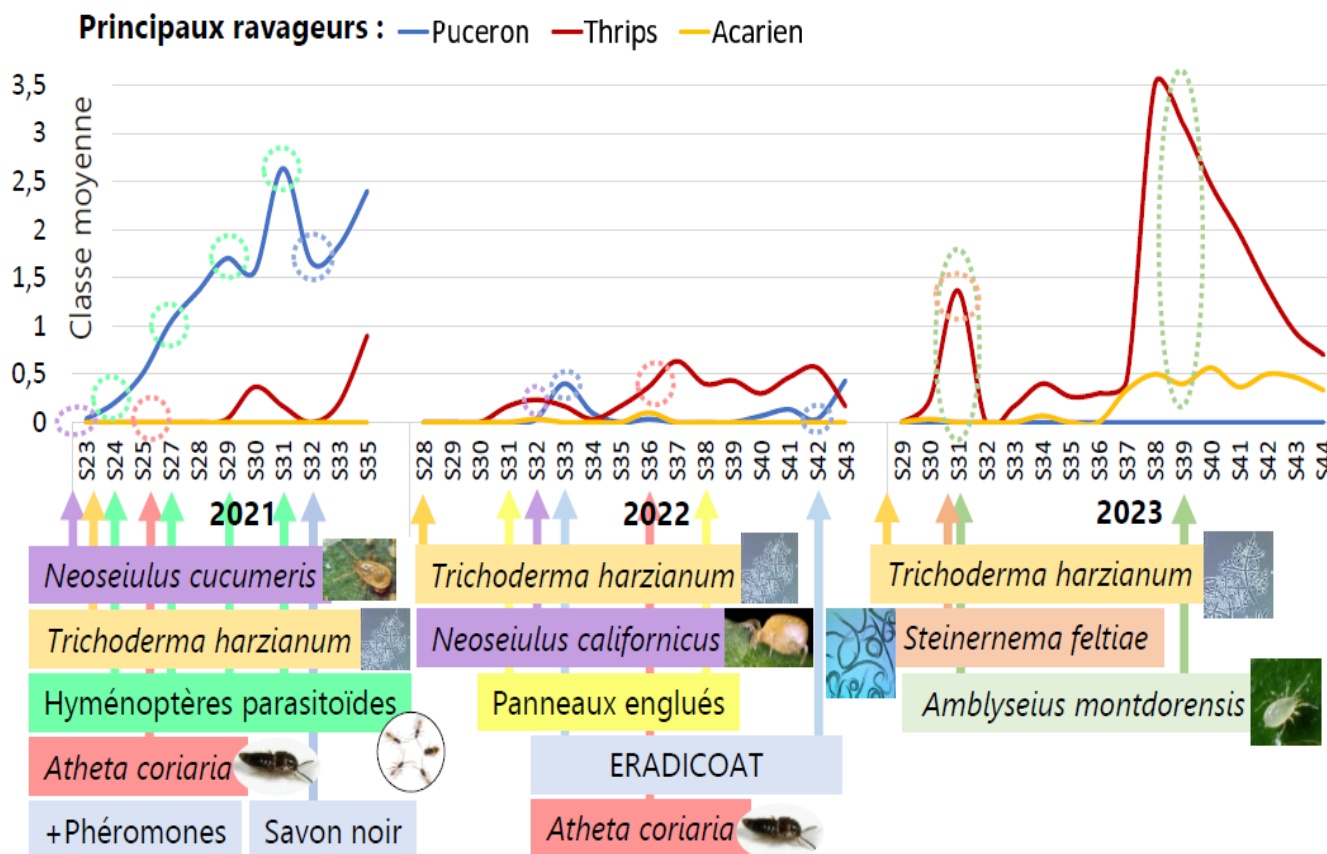 Principaux ravageurs : Puceron Thrips Acarien
3,5
3
2,5
2
1,5
1
0,5
0
Classe moyenne
S23 S24 S25 S27 S28 S29 S30 S31 S32 S33 S35 S28 S29 S30 S31 S32 S33 S34 S35 S36 S37 S38 S39 S40 S41 S42 S43 S29 S30 S31 S32 S33 S34 S35 S36 S37 S38 S39 S40 S41 S42 S43 S44
2021 2022 2023
Neoseiulus cucumeris
Trichoderma harzianum
Hyménoptères parasitoïdes
Atheta coriaria
+Phéromones
Savon noir
Trichoderma harzianum
Neoseiulus californicus
Panneaux englués
ERADICOAT
Atheta coriaria
Trichoderma harzianum
Steinernema feltiae
Amblyseius montdorensis